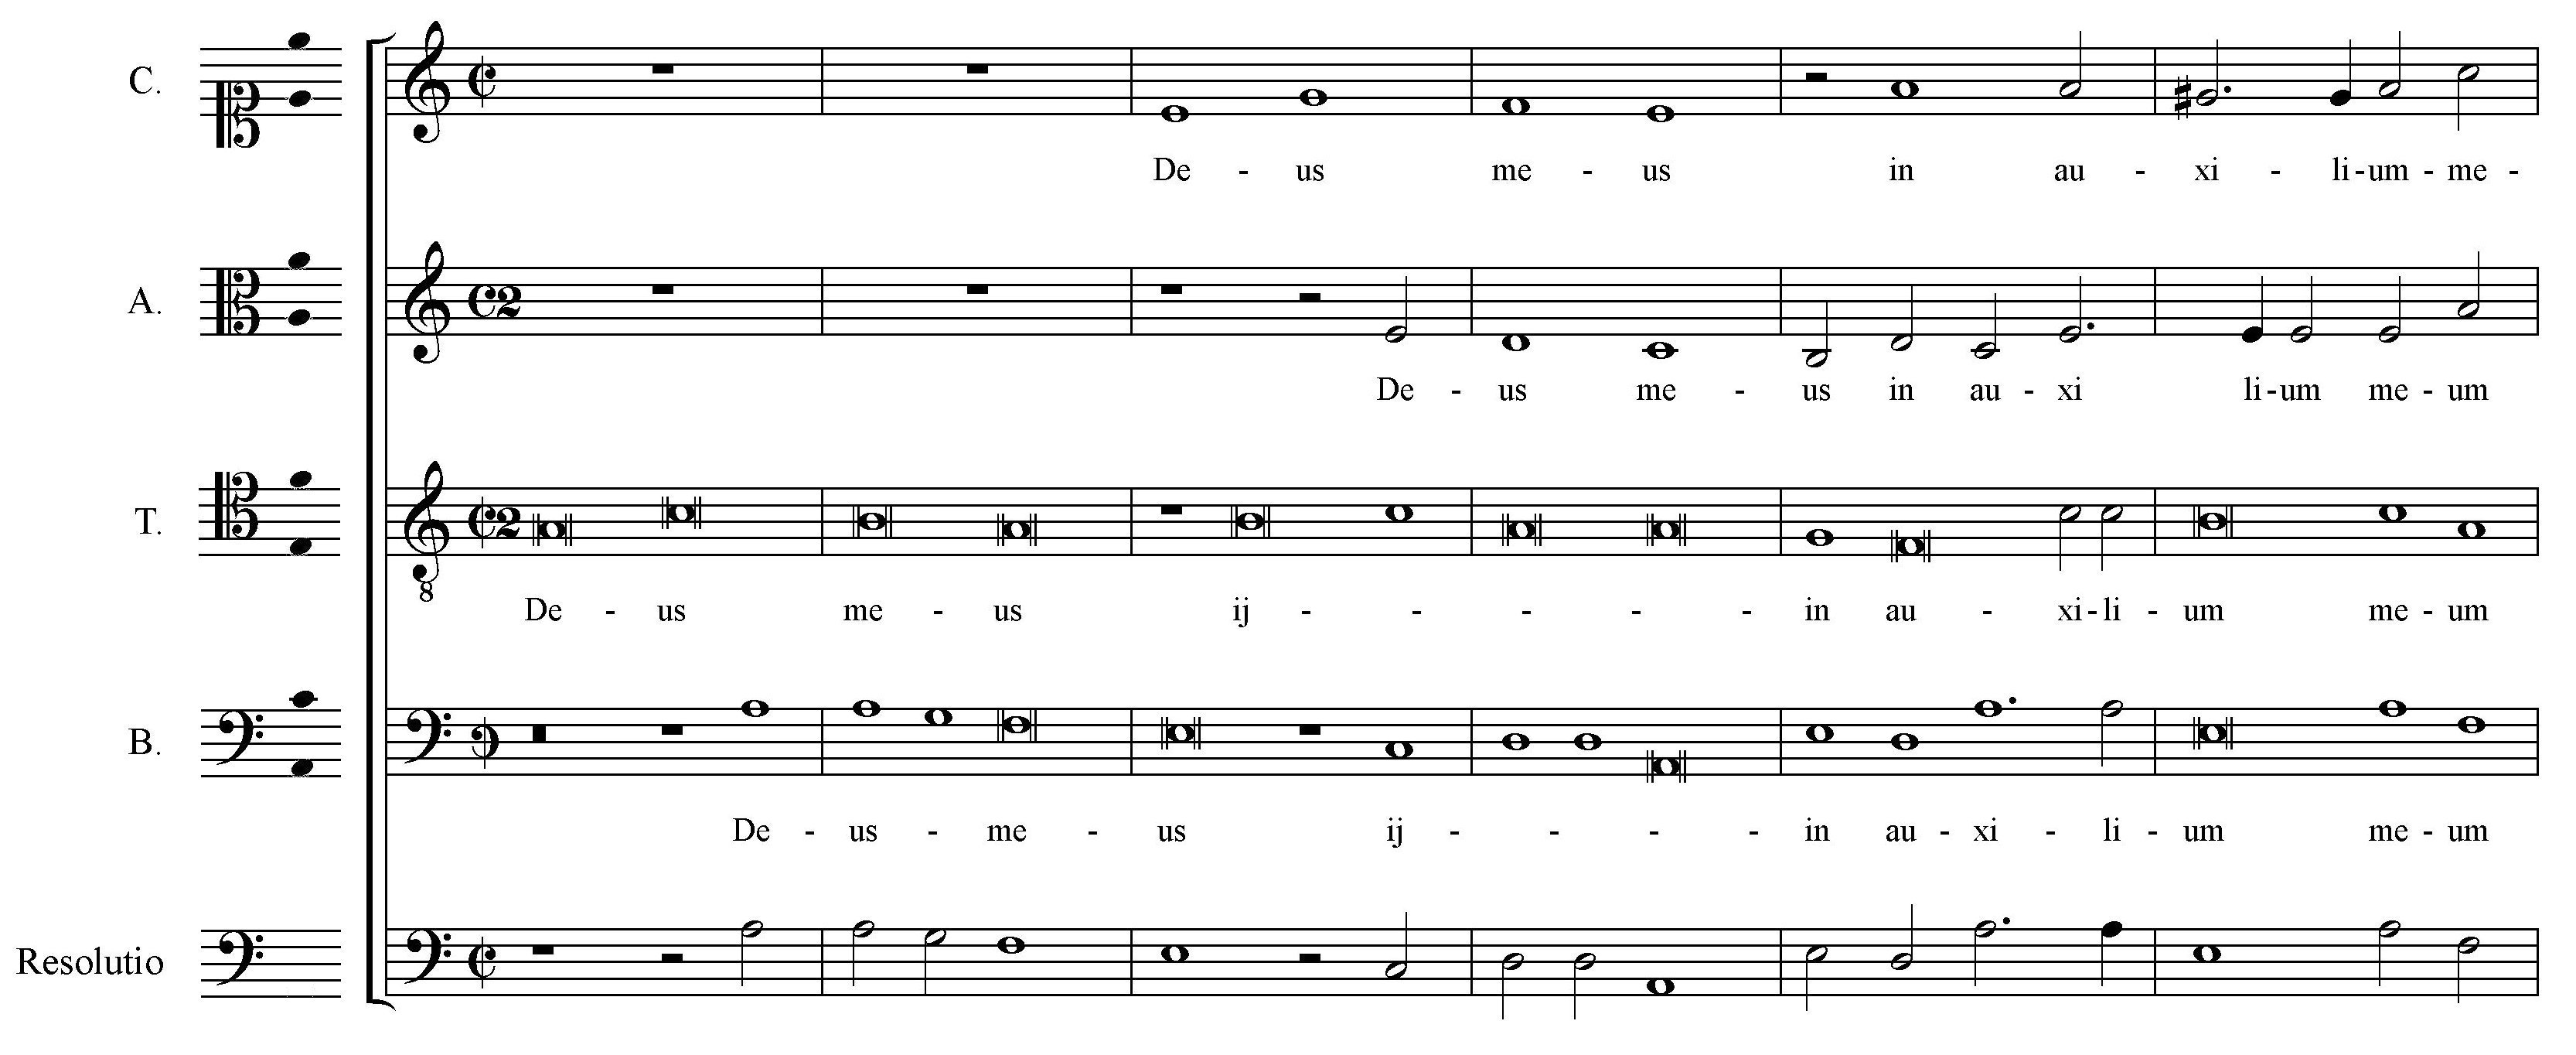 C.
De - us me - us in au - xi - li - um - me -
A.
C2
De - us me - us in au - xi li - um me - um
T.
C2
8
De - us me - us ij - - - - in au - xi - li - um me - um
B.
De - us - me - us ij - - - in au - xi - li - um me - um
Resolutio